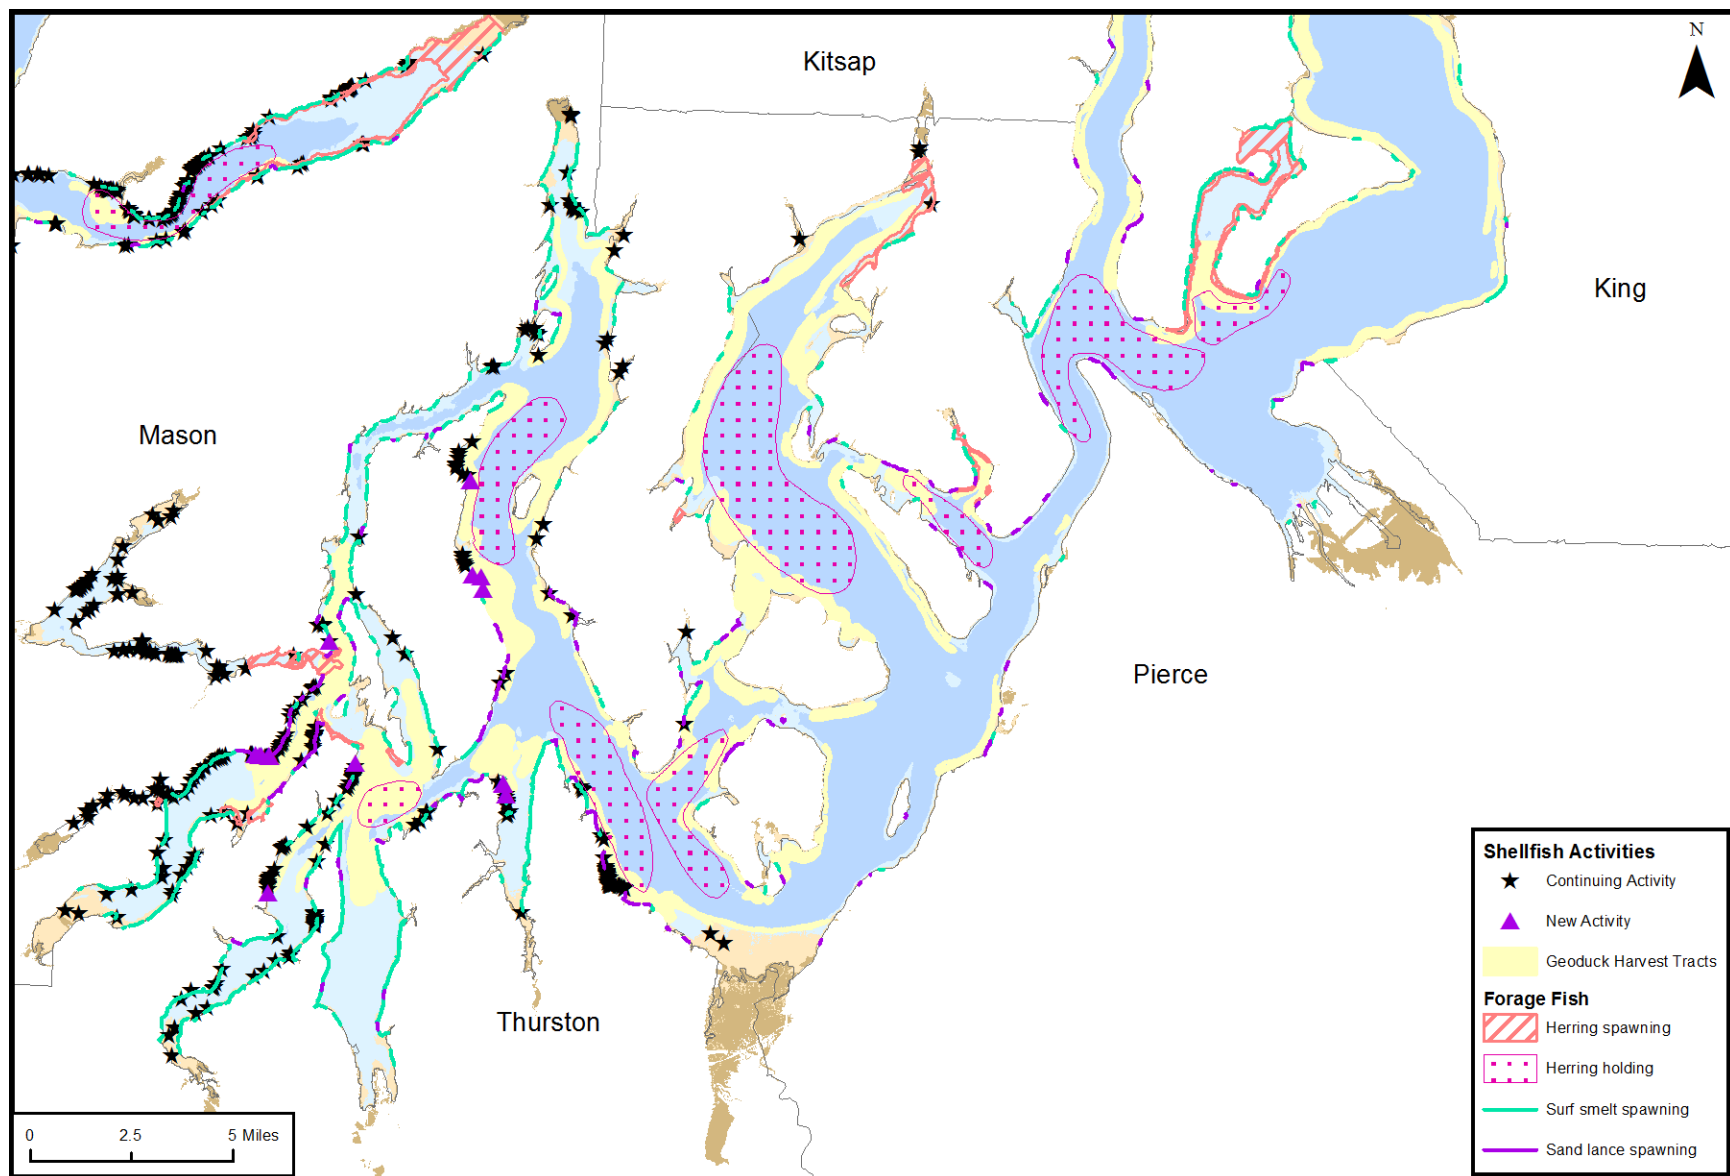 Kitsap
N
King
Mason
Pierce
Thurston
Shellfish Activities
Continuing Activity
New Activity
Geoduck Harvest Tracts
Forage Fish
Herring spawning
Herring holding
Surf smelt spawning
Sand lance spawning
0 2.5 5 Miles